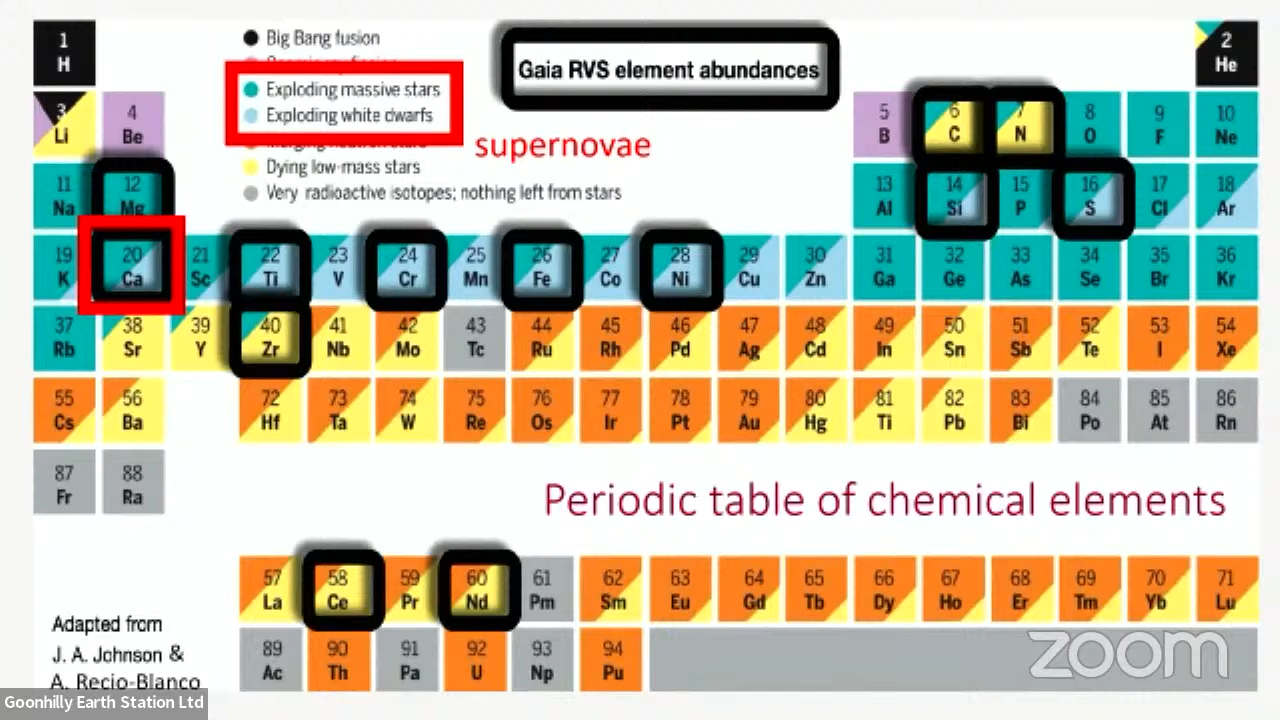 1 H
Big Bang fusion
Gaia RVS element abundances
2 He
Exploding massive stars
Exploding white dwarfs
supernovae
Dying low-mass stars
Very radioactive isotopes; nothing left from stars
3 4 5 6 7 8 9 10
Li Be B C N O F Ne
11 12 13 14 15 16 17 18
Na Mg Al Si P S Cl Ar
19 20 21 22 23 24 25 26 27 28 29 30 31 32 33 34 35 36
K Ca Sc Ti V Cr Mn Fe Co Ni Cu Zn Ga Ge As Se Br Kr
37 38 39 40 41 42 43 44 45 46 47 48 49 50 51 52 53 54
Rb Sr Y Zr Nb Mo Tc Ru Rh Pd Ag Cd In Sn Sb Te I Xe
55 56 72 73 74 75 76 77 78 79 80 81 82 83 84 85 86
Cs Ba Hf Ta W Re Os Ir Pt Au Hg Ti Pb Bi Po At Rn
87 88
Fr Ra
Periodic table of chemical elements
57 58 59 60 61 62 63 64 65 66 67 68 69 70 71
La Ce Pr Nd Pm Sm Eu Gd Tb Dy Ho Er Tm Yb Lu
89 90 91 92 93 94
Ac Th Pa U Np Pu
Adapted from
J. A. Johnson &
A. Recio-Blanco
zoom
Goonhilly Earth Station Ltd